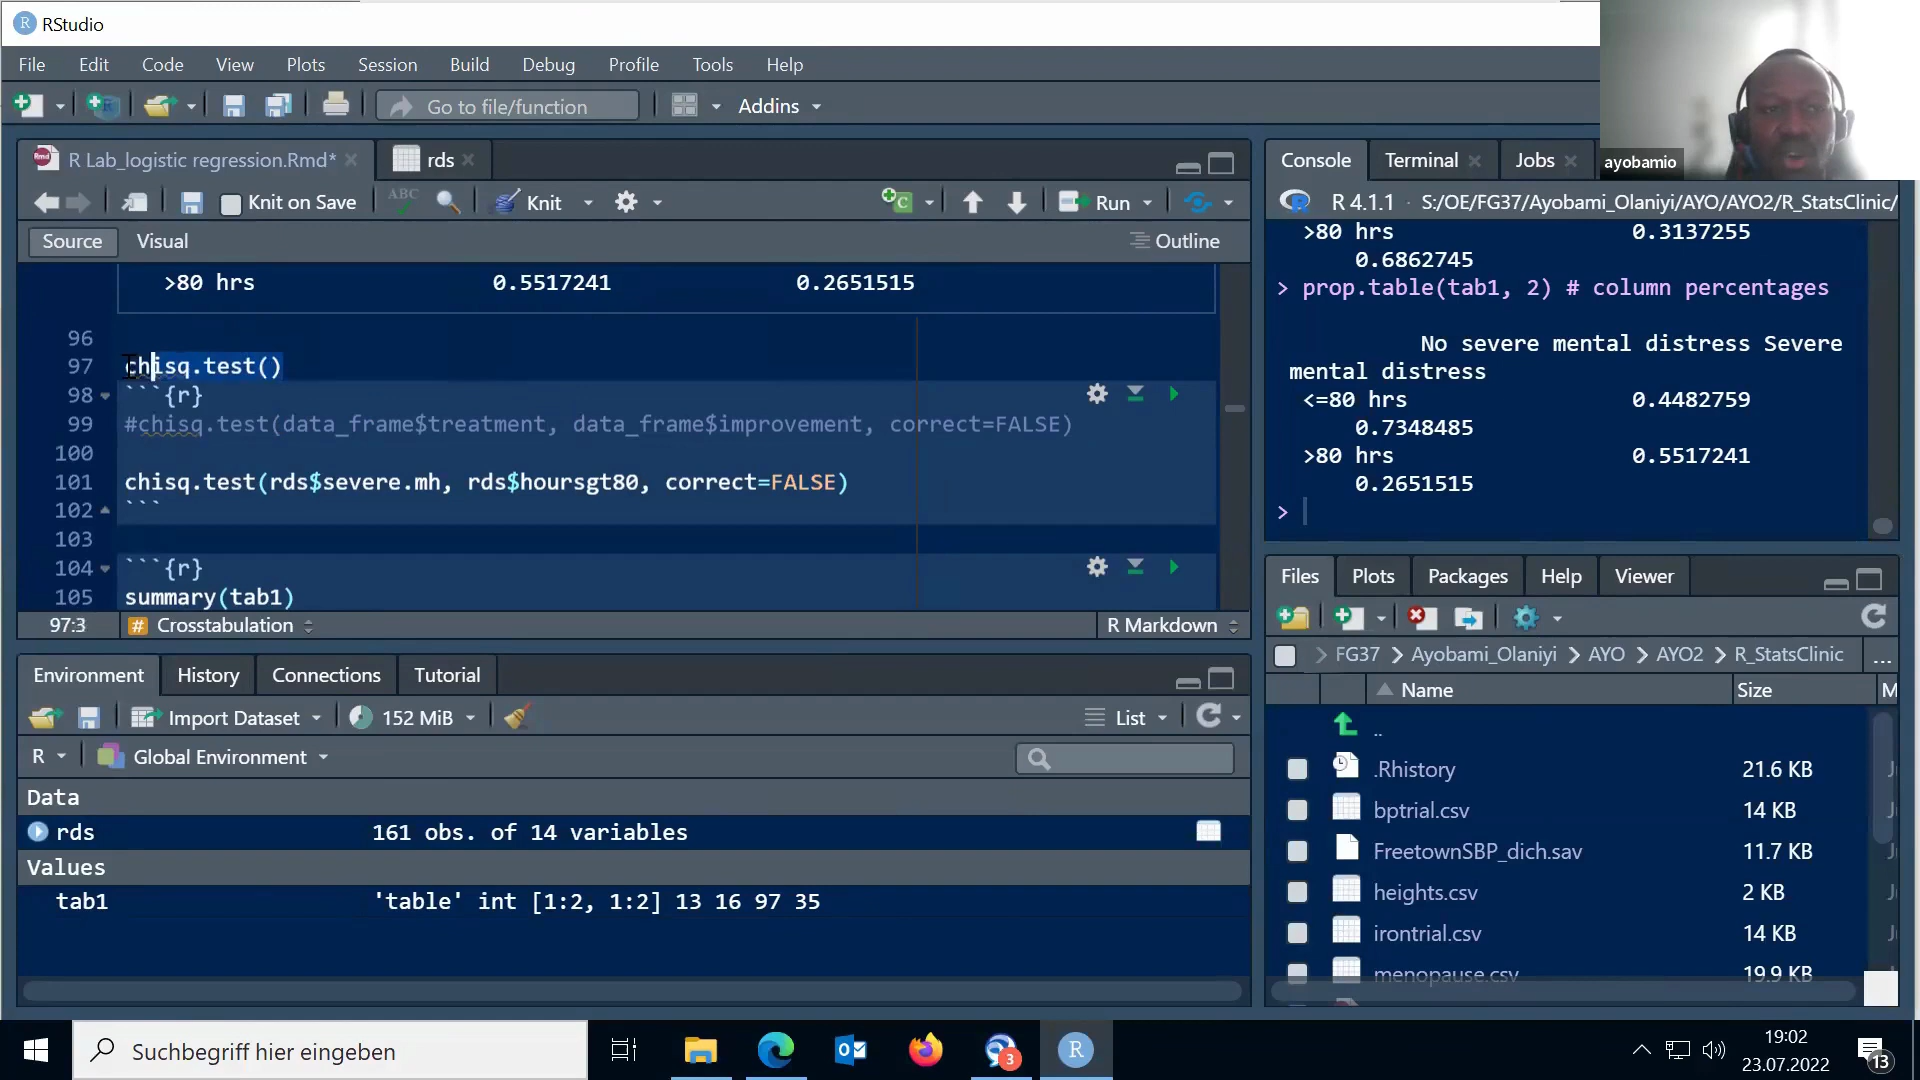 RStudio
File Edit Code View Plots Session Build Debug Profile Tools Help
Go to file/function Addins
R Lab_logistic regression.Rmd* rds
Knit on Save ABC Knit Run
Source Visual Outline
>80 hrs 0.5517241 0.2651515
96
97 chisq.test()
98 ```{r}
99 #chisq.test(data_frame$treatment, data_frame$improvement, correct=FALSE)
100
101 chisq.test(rds$severe.mh, rds$hoursgt80, correct=FALSE)
102 ```
103
104 ```{r}
105 summary(tab1)
97:3 # Crosstabulation R Markdown
Environment History Connections Tutorial
Import Dataset 152 MiB List
R Global Environment
Data
rds 161 obs. of 14 variables
Values
tab1 'table' int [1:2, 1:2] 13 16 97 35
ayobamio
Console Terminal Jobs
R 4.1.1 S:/OE/FG37/Ayobami_Olaniyi/AYO/AYO2/R_StatsClinic/
>80 hrs 0.3137255
0.6862745
> prop.table(tab1, 2) # column percentages
No severe mental distress Severe
mental distress
<=80 hrs 0.4482759
0.7348485
>80 hrs 0.5517241
0.2651515
>
Files Plots Packages Help Viewer
FG37 Ayobami_Olaniyi AYO AYO2 R_StatsClinic ...
Name Size M
..
.Rhistory 21.6 KB
bptrial.csv 14 KB
FreetownSBP_dich.sav 11.7 KB
heights.csv 2 KB
irontrial.csv 14 KB
menopause.csv 19.9 KB
Suchbegriff hier eingeben
3
R
19:02
23.07.2022
13